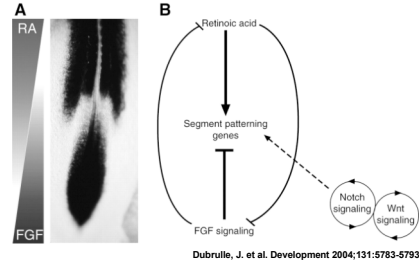 A
RA
FGF
B
Retinoic acid
Segment patterning
genes
Notch
signaling
Wnt
signaling
FGF signaling
Dubrulle, J. et al. Development 2004;131:5783-5793